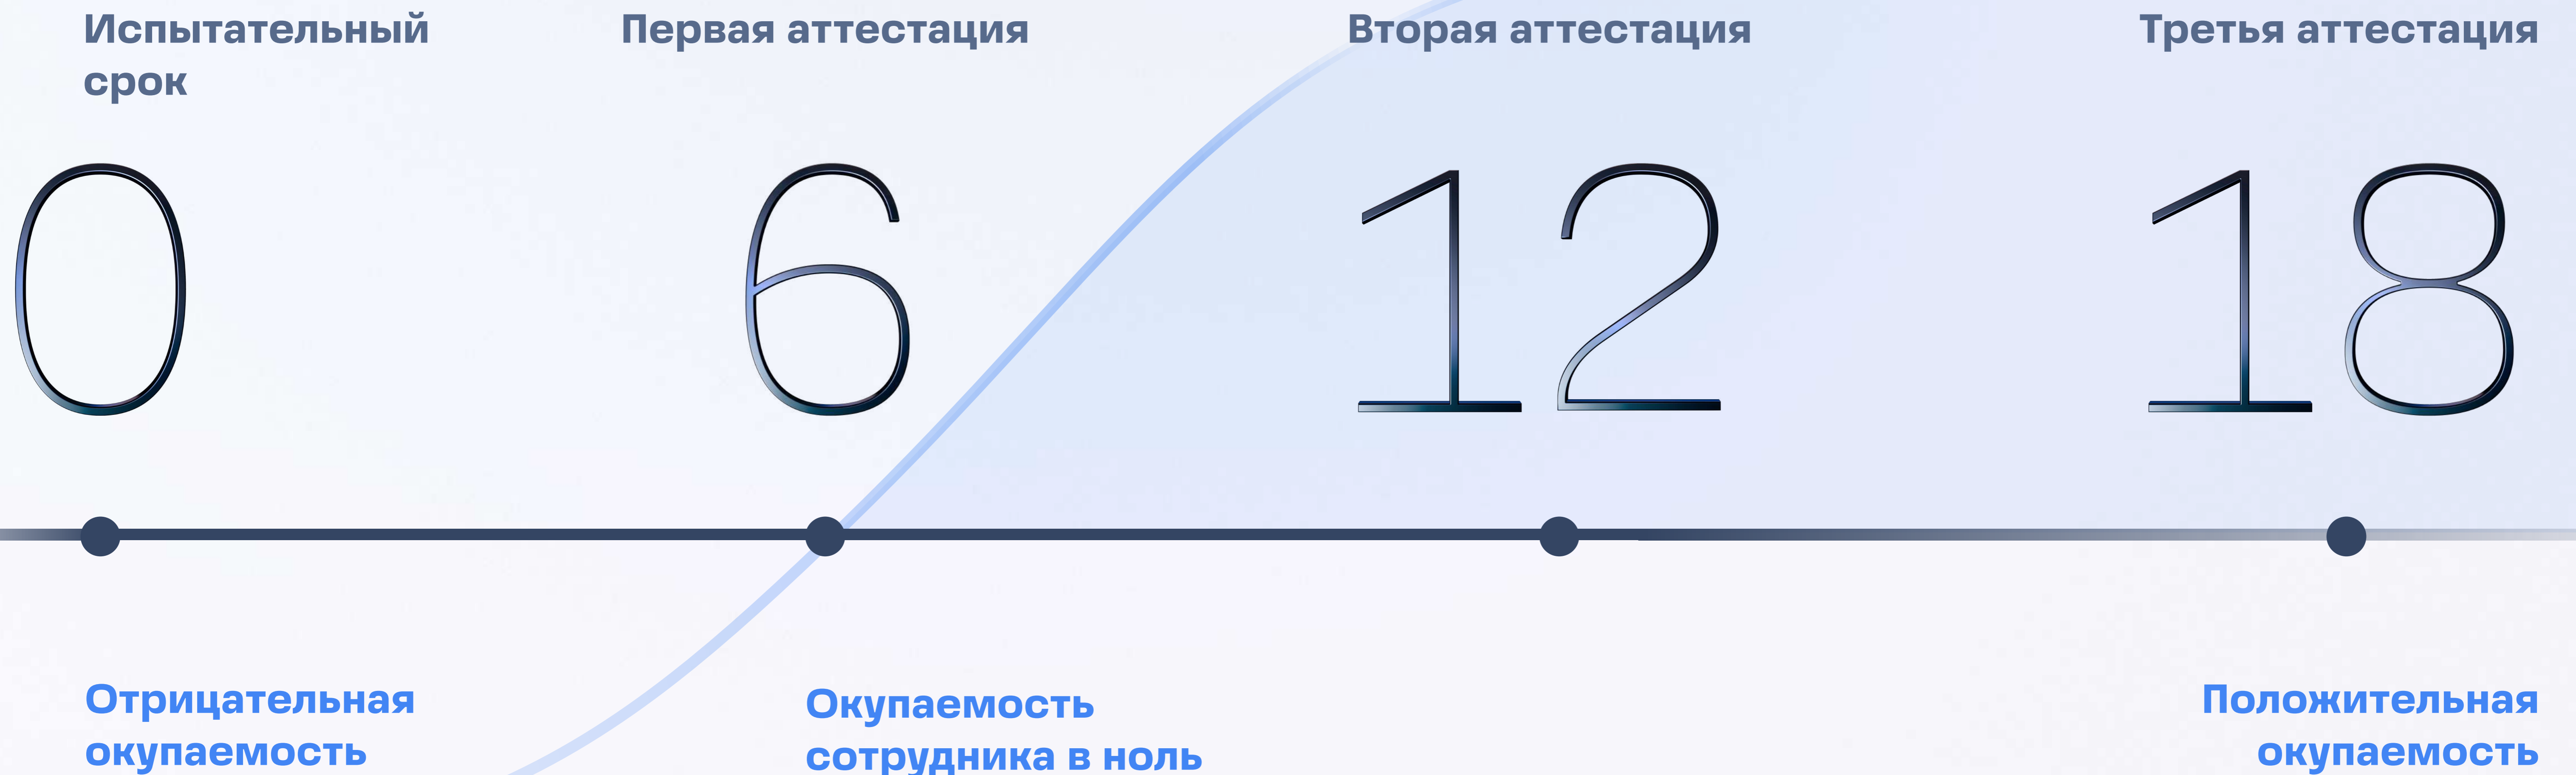 Испытательный
срок
Первая аттестация
Вторая аттестация
Третья аттестация
0
6
12
18
Отрицательная
окупаемость
Окупаемость
сотрудника в ноль
Положительная
окупаемость